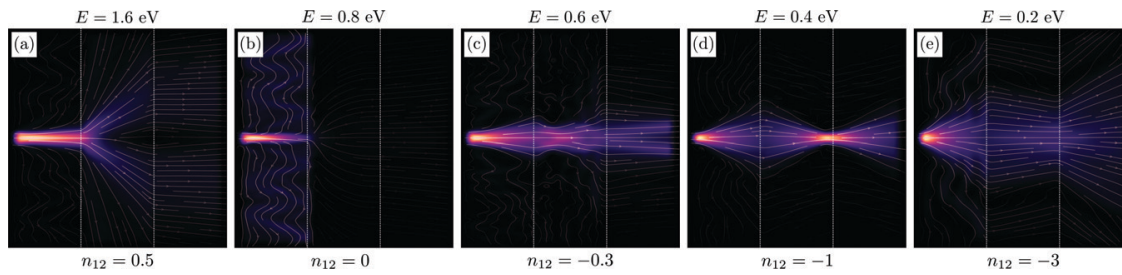 E = 1.6 eV
E = 0.8 eV
E = 0.6 eV
E = 0.4 eV
E = 0.2 eV
(a)
(b)
(c)
(d)
(e)
n₁₂ = 0.5
n₁₂ = 0
n₁₂ = −0.3
n₁₂ = −1
n₁₂ = −3